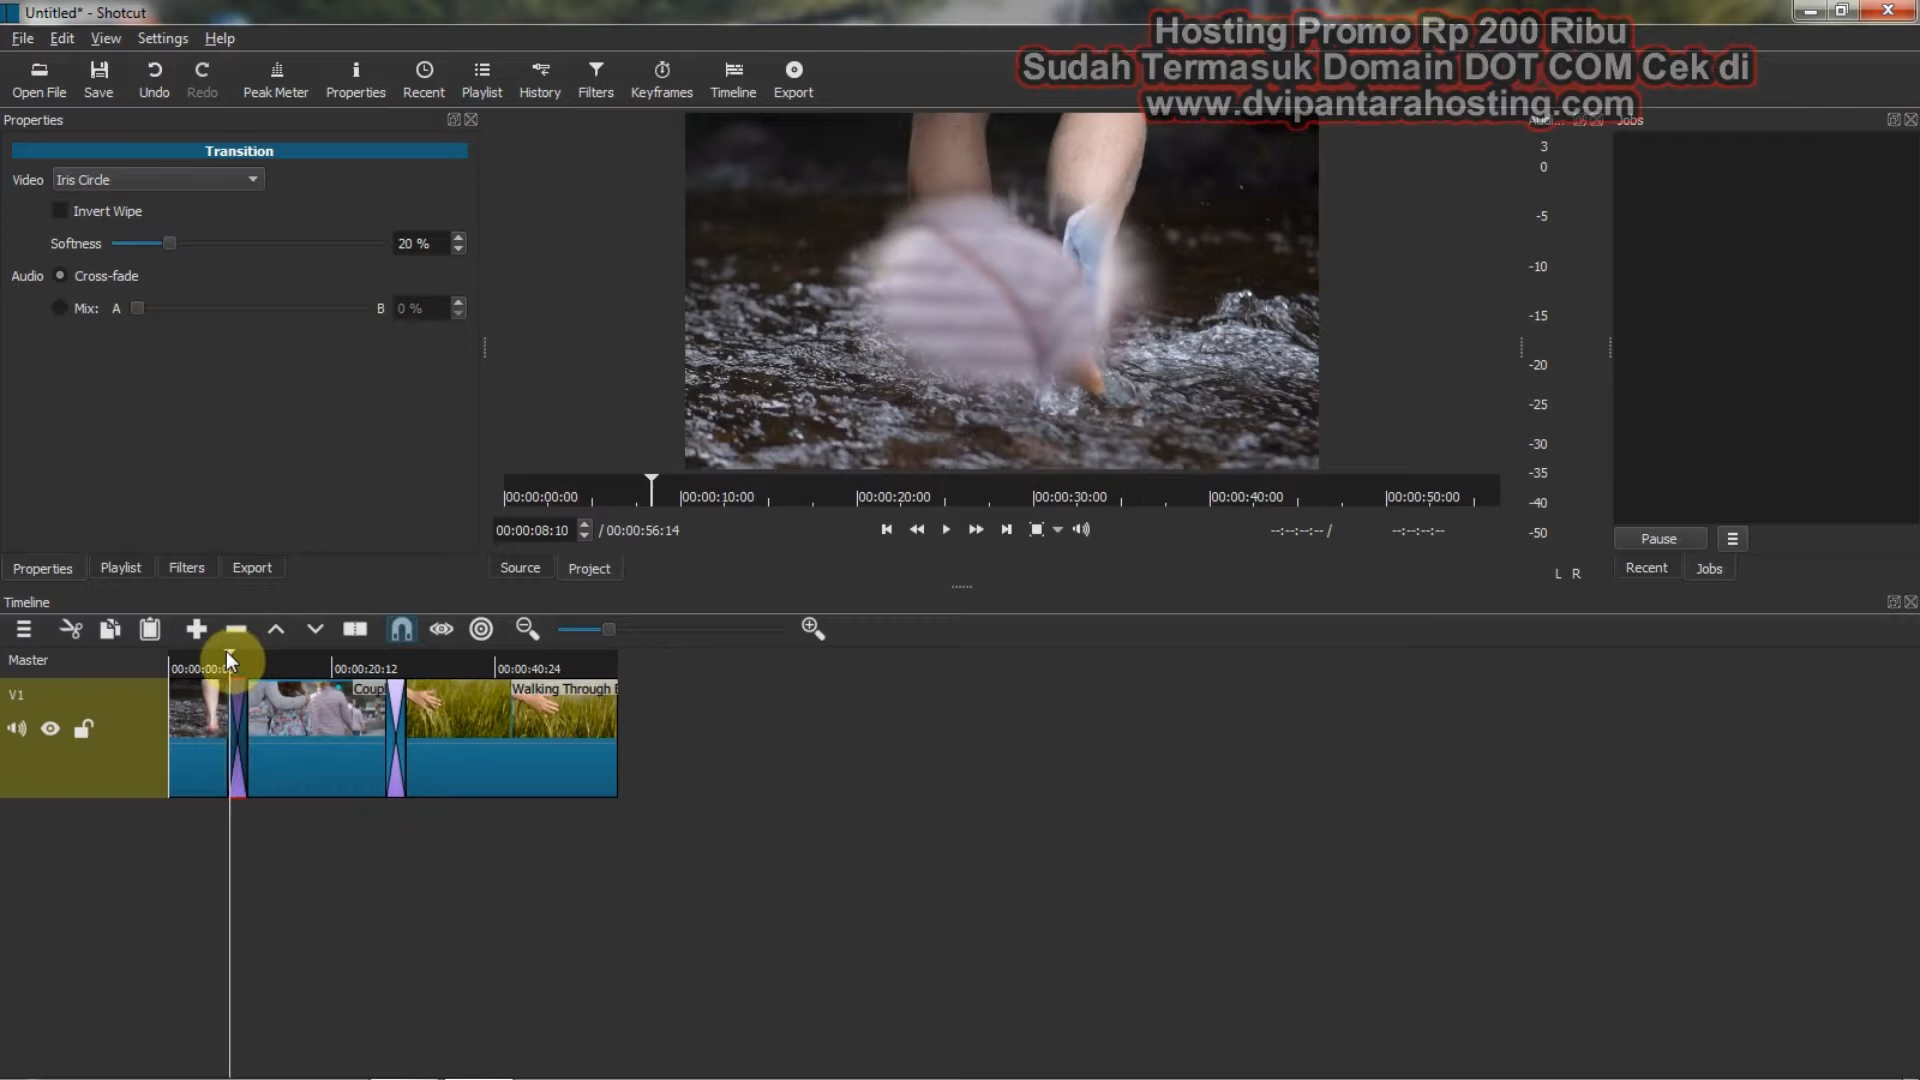 Untitled* - Shotcut
File Edit View Settings Help
Hosting Promo Rp 200 Ribu
Sudah Termasuk Domain DOT COM Cek di
www.dvipantarahosting.com
Open File Save Undo Redo Peak Meter Properties Recent Playlist History Filters Keyframes Timeline Export
Properties
Jobs
Transition
Video Iris Circle
Invert Wipe
Softness 20 %
Audio Cross-fade
Mix: A B 0 %
3
0
-5
-10
-15
-20
-25
-30
-35
-40
-50
L R
00:00:00:00 00:00:10:00 00:00:20:00 00:00:30:00 00:00:40:00 00:00:50:00
00:00:08:10 / 00:00:56:14 --:--:--:-- / --:--:--:--
Pause
Properties Playlist Filters Export
Source Project
Recent Jobs
Timeline
Master
00:00:00 00:00:20:12 00:00:40:24
V1
Coup
Walking Through